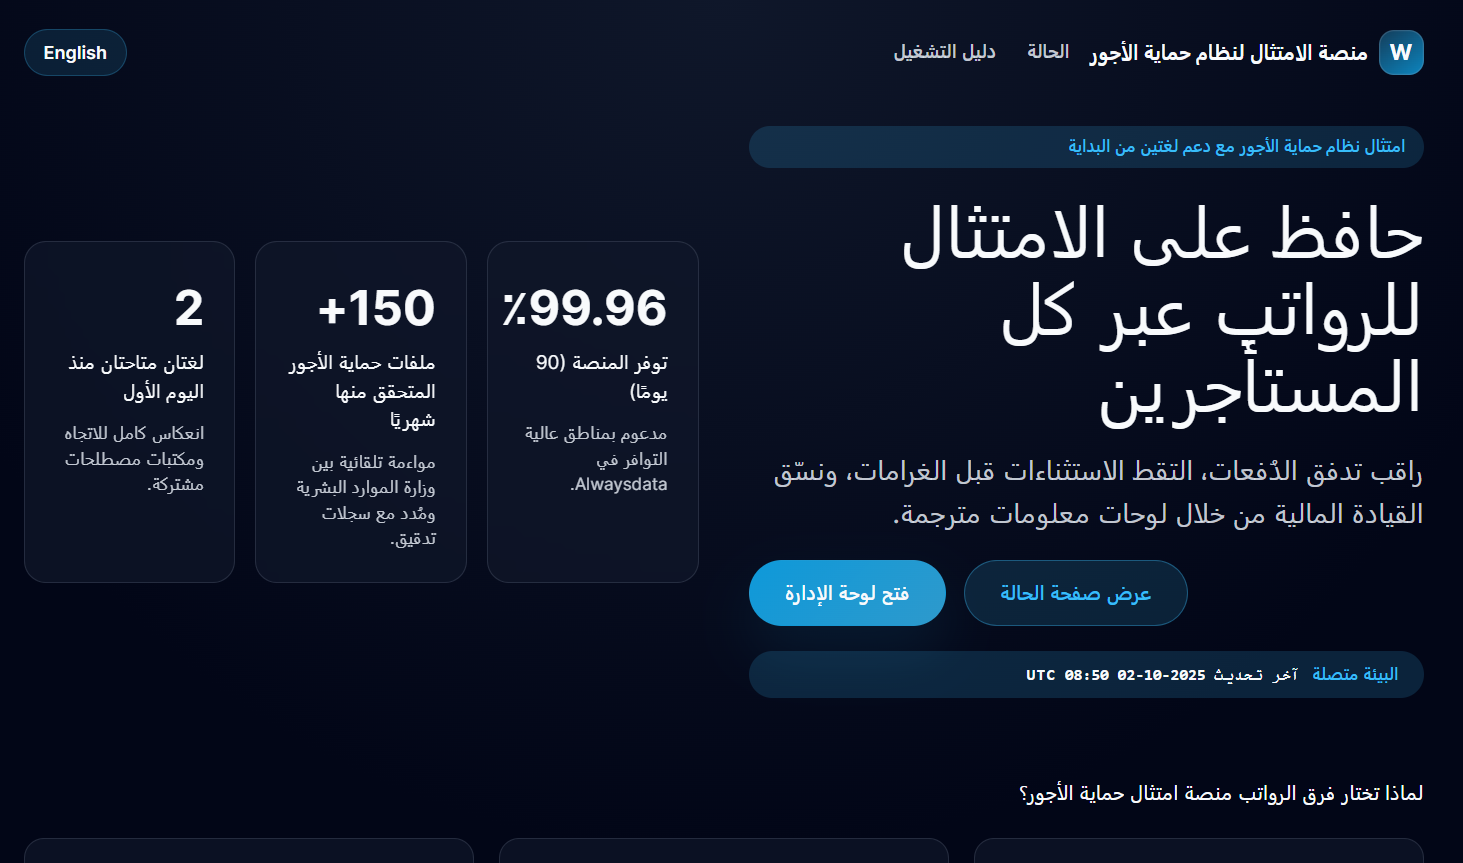 W
منصة الامتثال لنظام حماية الأجور
الحالة
دليل التشغيل
English
امتثال نظام حماية الأجور مع دعم لغتين من البداية
حافظ على الامتثال
للرواتب عبر كل
المستأجرين
راقب تدفق الدُفعات، التقط الاستثناءات قبل الغرامات، ونسّق
القيادة المالية من خلال لوحات معلومات مترجمة.
عرض صفحة الحالة
فتح لوحة الإدارة
البيئة متصلة آخر تحديث 2025-10-02 08:50 UTC
٪99.96
توفر المنصة (90
يومًا)
مدعوم بمناطق عالية
التوافر في
Alwaysdata.
+150
ملفات حماية الأجور
المتحقق منها
شهريًا
مواءمة تلقائية بين
وزارة الموارد البشرية
ومُدد مع سجلات
تدقيق.
2
لغتان متاحتان منذ
اليوم الأول
انعكاس كامل للاتجاه
ومكتبات مصطلحات
مشتركة.
لماذا تختار فرق الرواتب منصة امتثال حماية الأجور؟